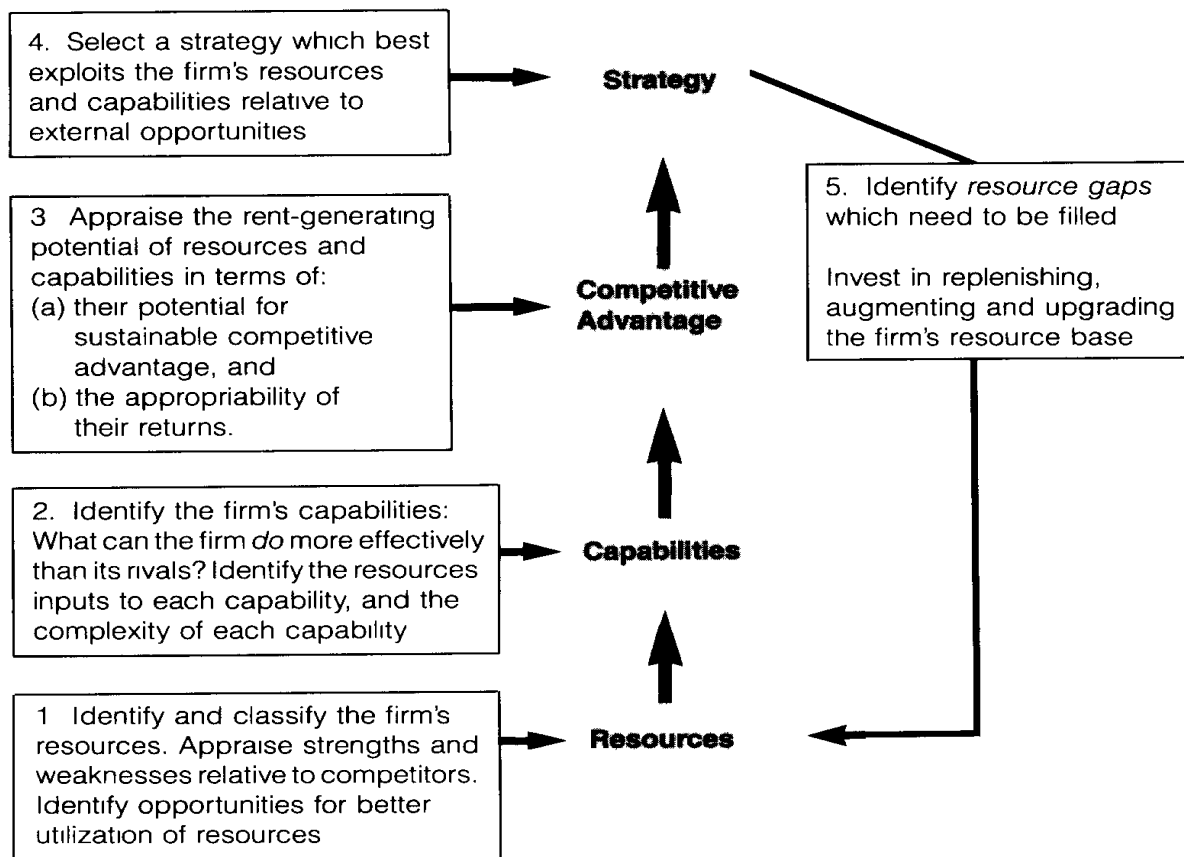 4. Select a strategy which best
exploits the firm's resources
and capabilities relative to
external opportunities
Strategy
5. Identify resource gaps
which need to be filled
Invest in replenishing,
augmenting and upgrading
the firm's resource base
3 Appraise the rent-generating
potential of resources and
capabilities in terms of:
(a) their potential for
sustainable competitive
advantage, and
(b) the appropriability of
their returns.
Competitive
Advantage
2. Identify the firm's capabilities:
What can the firm do more effectively
than its rivals? Identify the resources
inputs to each capability, and the
complexity of each capability
Capabilities
1 Identify and classify the firm's
resources. Appraise strengths and
weaknesses relative to competitors.
Identify opportunities for better
utilization of resources
Resources